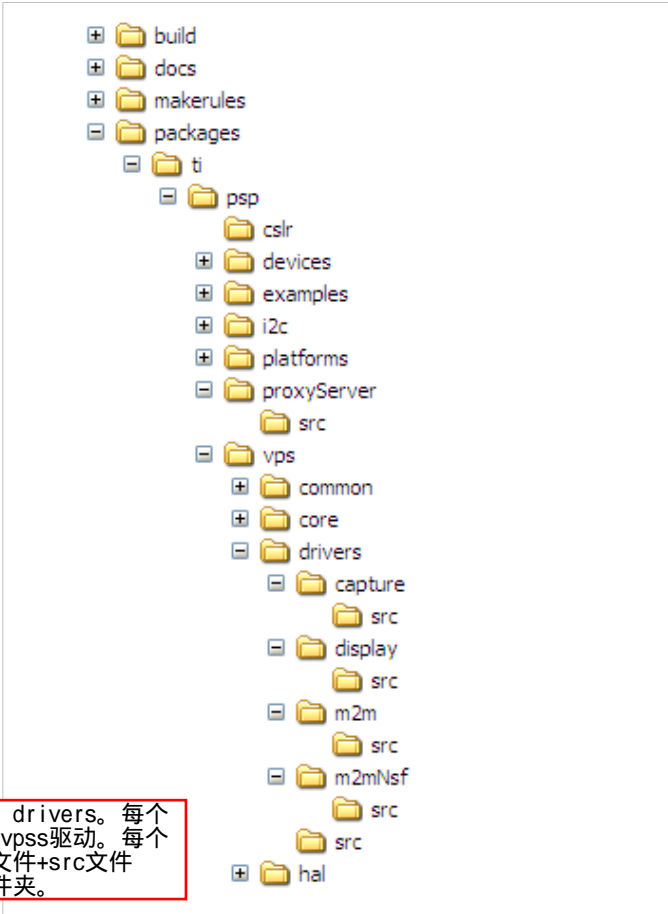 build
docs
makerules
packages
ti
psp
cslr
devices
examples
i2c
platforms
proxyServer
src
vps
common
core
drivers
capture
src
display
src
m2m
src
m2mNsf
src
src
hal
drivers。每个
vpss驱动。每个
文件+src文件
件夹。